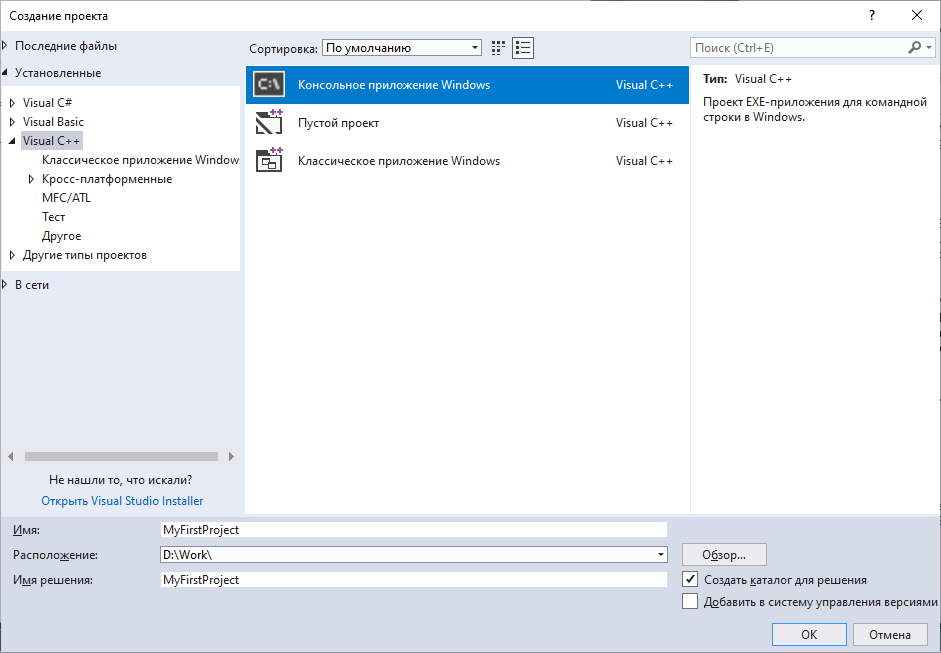 Создание проекта
?
Последние файлы
Установленные
Visual C#
Visual Basic
Visual C++
Классическое приложение Window
Кросс-платформенные
MFC/ATL
Тест
Другое
Другие типы проектов
В сети
Не нашли то, что искали?
Открыть Visual Studio Installer
Сортировка: По умолчанию
C:\ Консольное приложение Windows Visual C++
Пустой проект Visual C++
Классическое приложение Windows Visual C++
Поиск (Ctrl+E)
Тип: Visual C++
Проект EXE-приложения для командной
строки в Windows.
Имя: MyFirstProject
Расположение: D:\Work\ Обзор...
Имя решения: MyFirstProject
Создать каталог для решения
Добавить в систему управления версиями
ОК Отмена